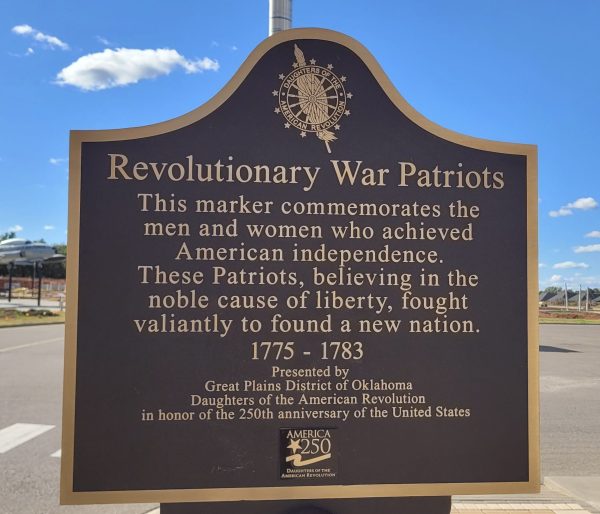 DAUGHTERS OF THE
AMERICAN REVOLUTION
Revolutionary War Patriots
This marker commemorates the
men and women who achieved
American independence.
These Patriots, believing in the
noble cause of liberty, fought
valiantly to found a new nation.
1775 - 1783
Presented by
Great Plains District of Oklahoma
Daughters of the American Revolution
in honor of the 250th anniversary of the United States
AMERICA
250
DAUGHTERS OF THE
AMERICAN REVOLUTION